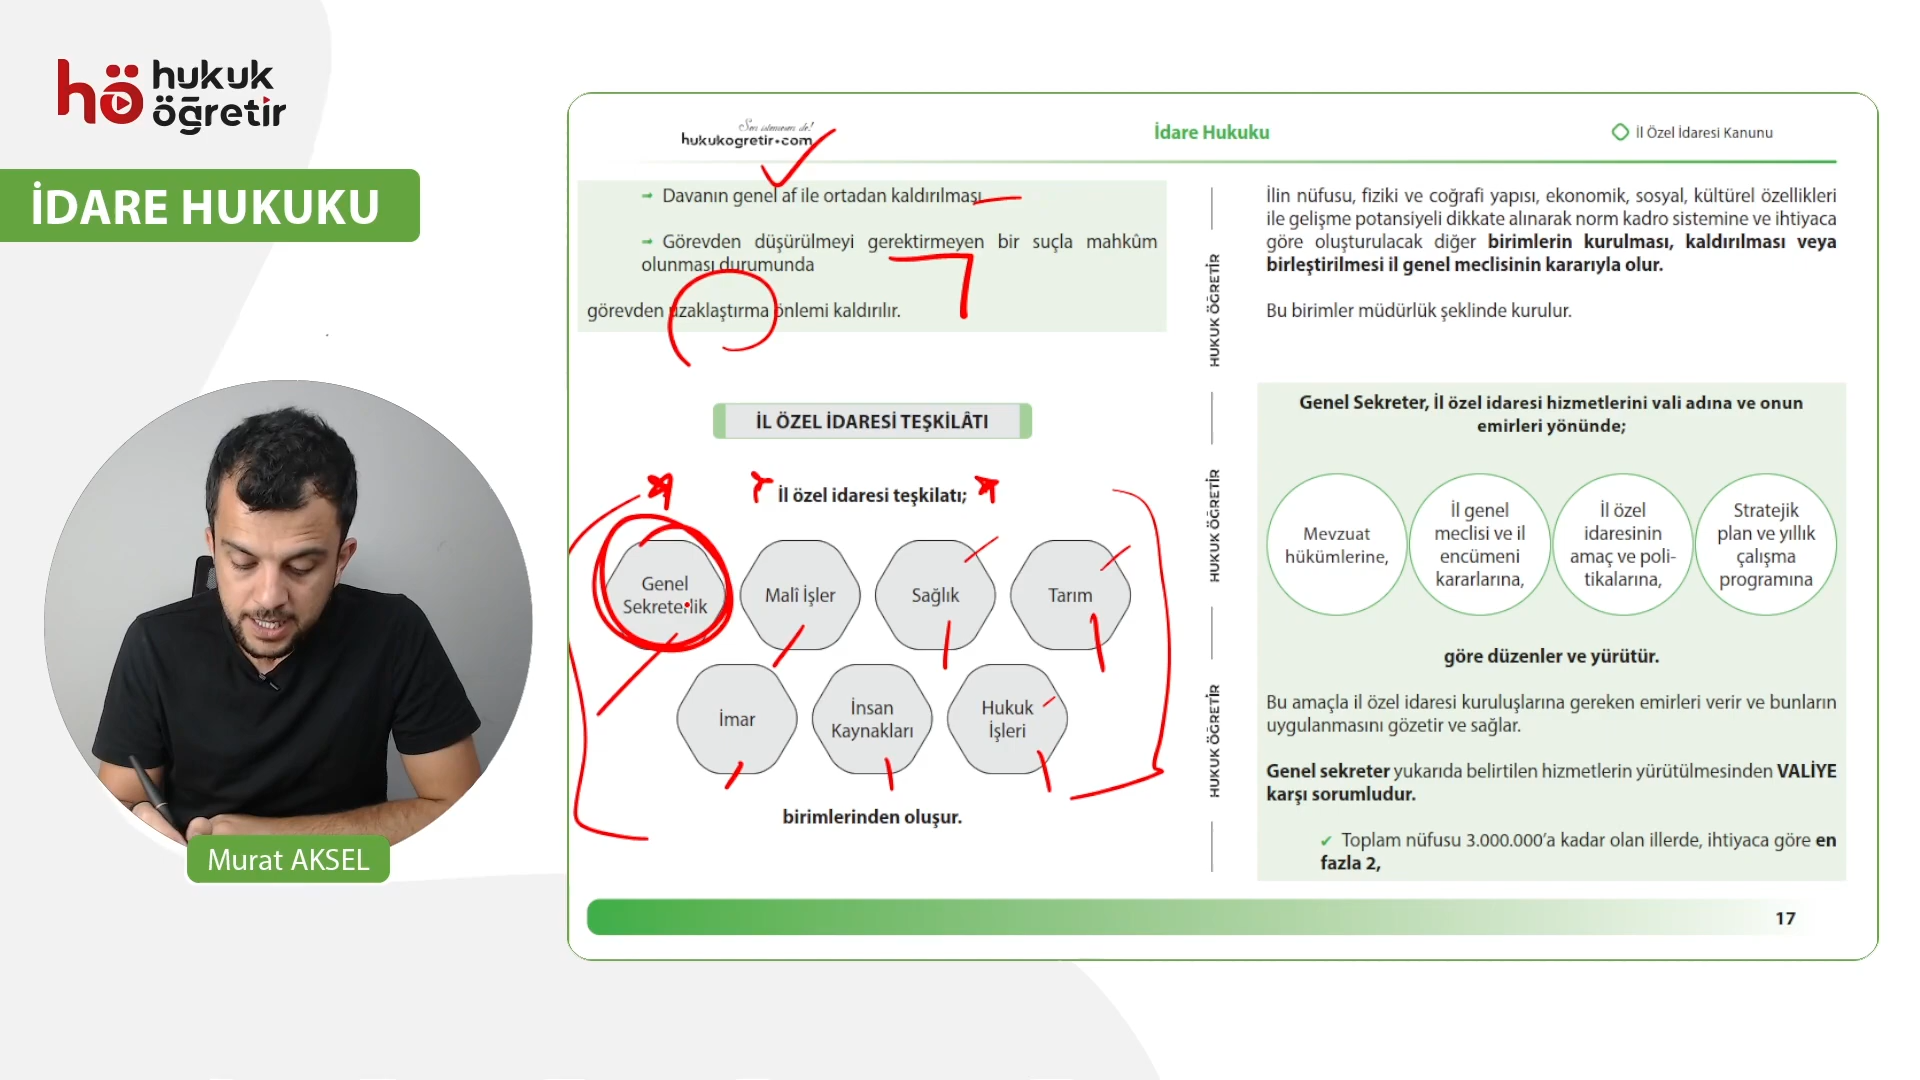 hö hukuk
öğretir
İDARE HUKUKU
Murat AKSEL
Sen istemesen de!
hukukogretir•com
İdare Hukuku
İl Özel İdaresi Kanunu
→ Davanın genel af ile ortadan kaldırılması
→ Görevden düşürülmeyi gerektirmeyen bir suçla mahkûm
olunması durumunda
görevden uzaklaştırma önlemi kaldırılır.
İL ÖZEL İDARESİ TEŞKİLÂTI
İl özel idaresi teşkilatı;
Genel
Sekreterlik
Malî İşler
Sağlık
Tarım
İmar
İnsan
Kaynakları
Hukuk
İşleri
birimlerinden oluşur.
HUKUK ÖĞRETİR
HUKUK ÖĞRETİR
HUKUK ÖĞRETİR
İlin nüfusu, fiziki ve coğrafi yapısı, ekonomik, sosyal, kültürel özellikleri
ile gelişme potansiyeli dikkate alınarak norm kadro sistemine ve ihtiyaca
göre oluşturulacak diğer birimlerin kurulması, kaldırılması veya
birleştirilmesi il genel meclisinin kararıyla olur.
Bu birimler müdürlük şeklinde kurulur.
Genel Sekreter, İl özel idaresi hizmetlerini vali adına ve onun
emirleri yönünde;
Mevzuat
hükümlerine,
İl genel
meclisi ve il
encümeni
kararlarına,
İl özel
idaresinin
amaç ve poli-
tikalarına,
Stratejik
plan ve yıllık
çalışma
programına
göre düzenler ve yürütür.
Bu amaçla il özel idaresi kuruluşlarına gereken emirleri verir ve bunların
uygulanmasını gözetir ve sağlar.
Genel sekreter yukarıda belirtilen hizmetlerin yürütülmesinden VALİYE
karşı sorumludur.
✓ Toplam nüfusu 3.000.000’a kadar olan illerde, ihtiyaca göre en
fazla 2,
17